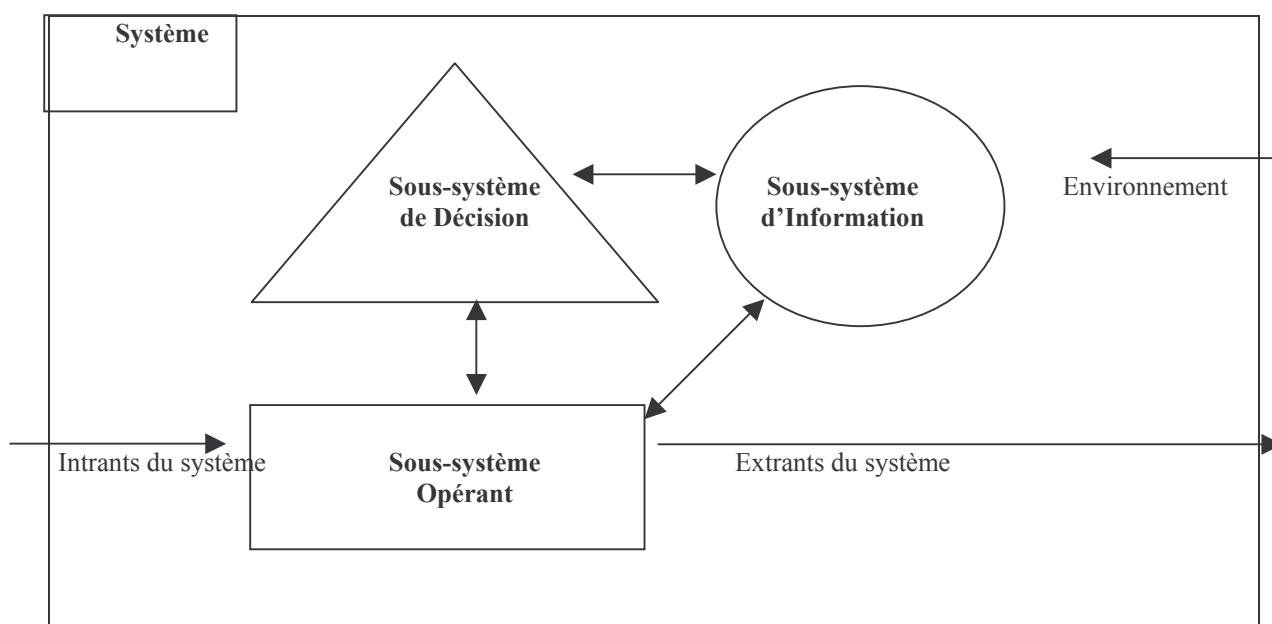 Système
Sous-système
de Décision
Sous-système
d’Information
Environnement
Intrants du système
Sous-système
Opérant
Extrants du système